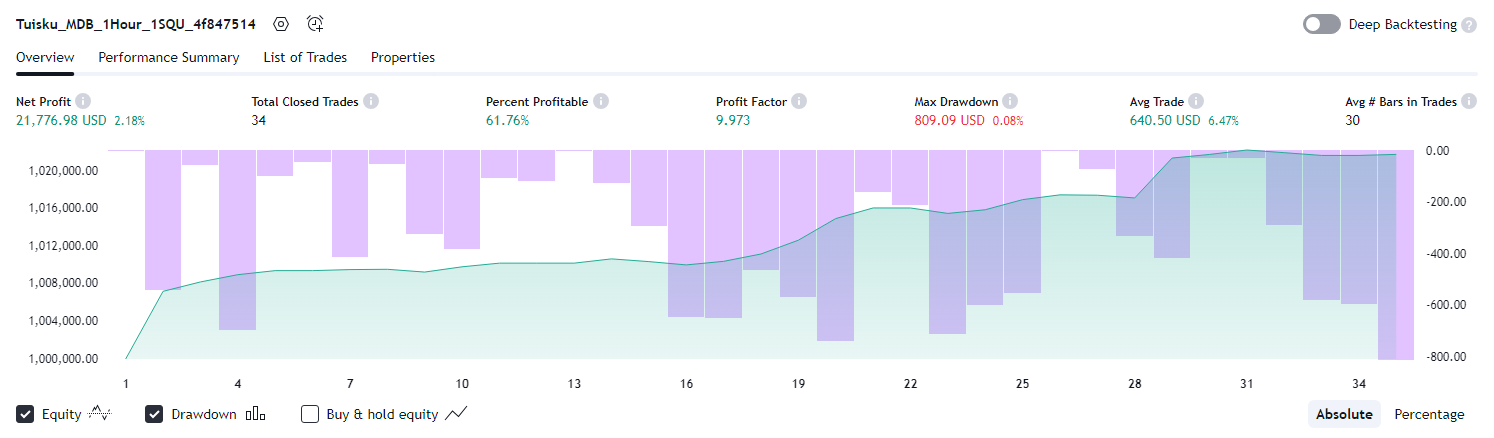 Tuisku_MDB_1Hour_1SQU_4f847514
Deep Backtesting ?
Overview Performance Summary List of Trades Properties
Net Profit Total Closed Trades Percent Profitable Profit Factor Max Drawdown Avg Trade Avg # Bars in Trades
21,776.98 USD 2.18% 34 61.76% 9.973 809.09 USD 0.08% 640.50 USD 6.47% 30
0.00
1,020,000.00
-200.00
1,016,000.00
1,012,000.00 -400.00
1,008,000.00
-600.00
1,004,000.00
1,000,000.00 -800.00
1 4 7 10 13 16 19 22 25 28 31 34
Equity Drawdown Buy & hold equity Absolute Percentage